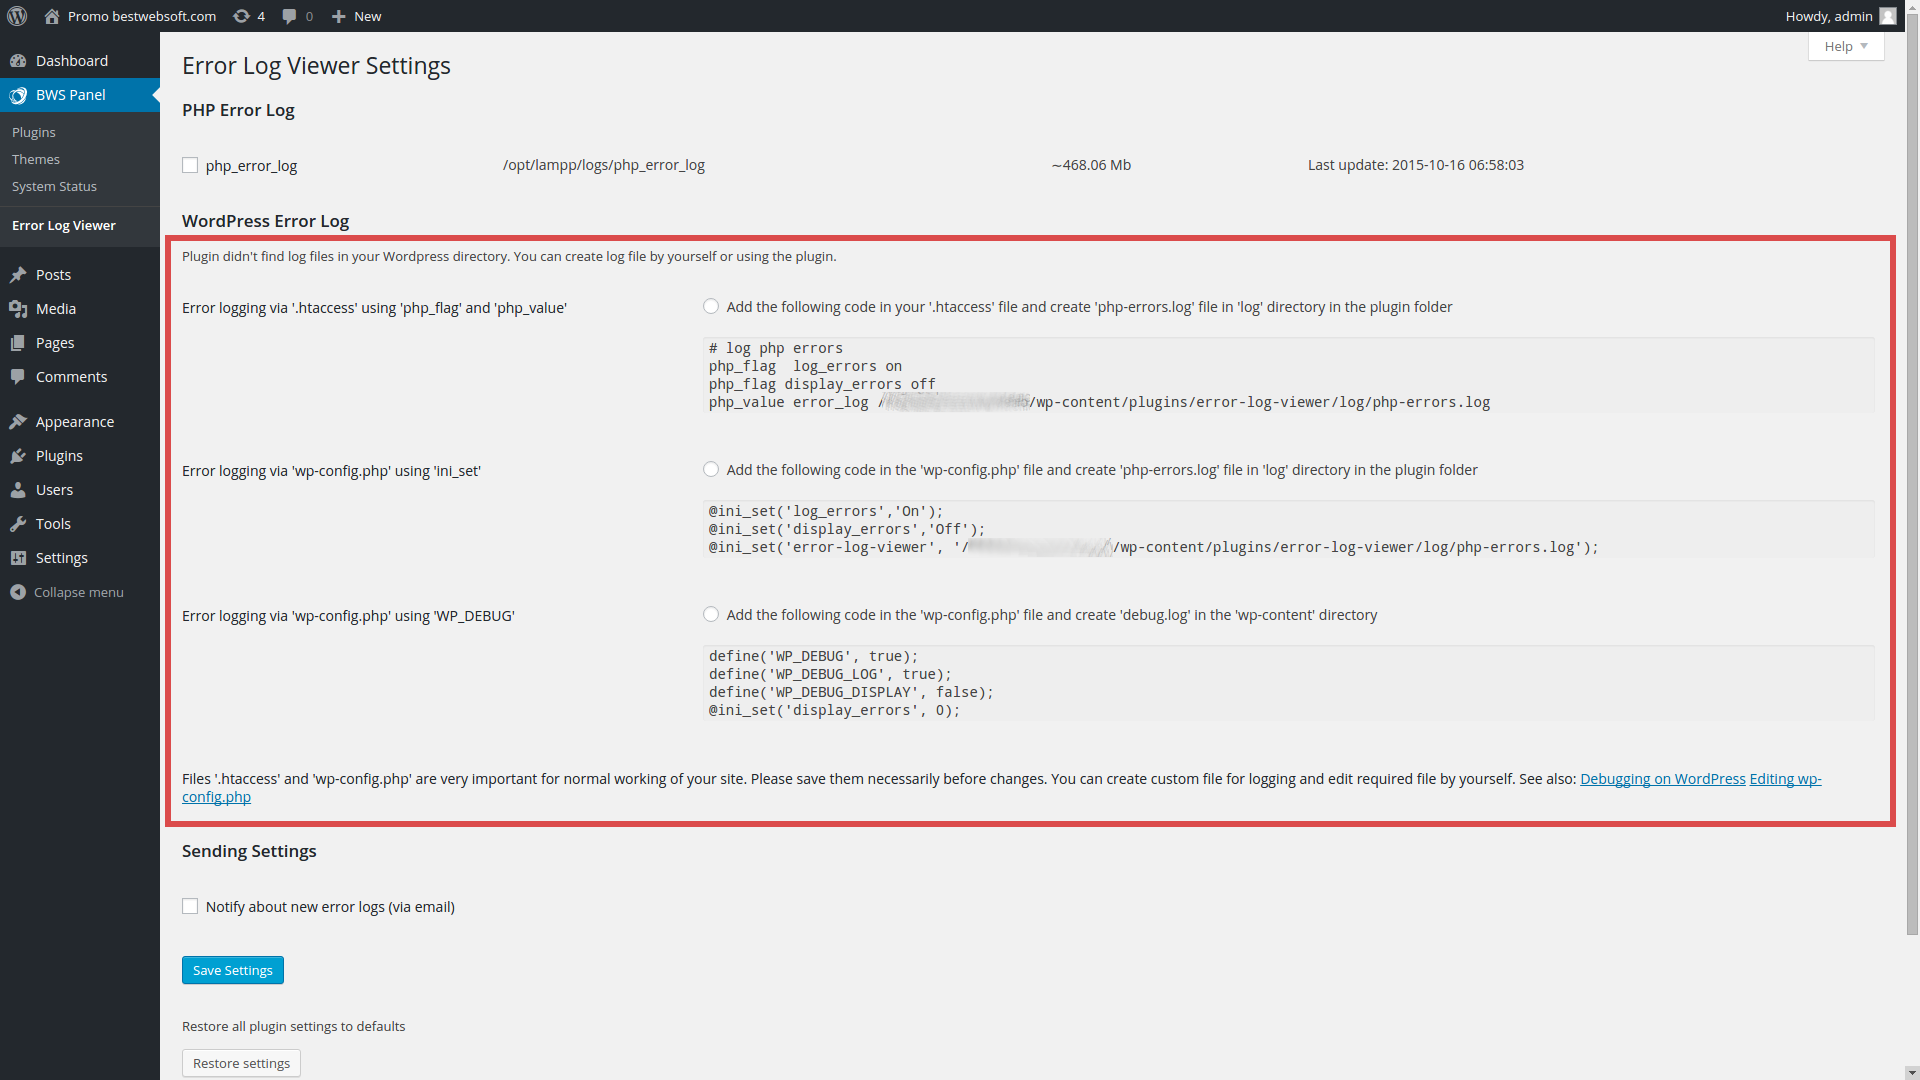 Promo bestwebsoft.com 4 0 New Howdy, admin
Help
Dashboard
BWS Panel
Plugins
Themes
System Status
Error Log Viewer
Posts
Media
Pages
Comments
Appearance
Plugins
Users
Tools
Settings
Collapse menu
Error Log Viewer Settings
PHP Error Log
php_error_log /opt/lampp/logs/php_error_log ~468.06 Mb Last update: 2015-10-16 06:58:03
WordPress Error Log
Plugin didn't find log files in your Wordpress directory. You can create log file by yourself or using the plugin.
Error logging via '.htaccess' using 'php_flag' and 'php_value' Add the following code in your '.htaccess' file and create 'php-errors.log' file in 'log' directory in the plugin folder
# log php errors
php_flag  log_errors on
php_flag display_errors off
php_value error_log / /wp-content/plugins/error-log-viewer/log/php-errors.log
Error logging via 'wp-config.php' using 'ini_set' Add the following code in the 'wp-config.php' file and create 'php-errors.log' file in 'log' directory in the plugin folder
@ini_set('log_errors','On');
@ini_set('display_errors','Off');
@ini_set('error-log-viewer', '/ /wp-content/plugins/error-log-viewer/log/php-errors.log');
Error logging via 'wp-config.php' using 'WP_DEBUG' Add the following code in the 'wp-config.php' file and create 'debug.log' in the 'wp-content' directory
define('WP_DEBUG', true);
define('WP_DEBUG_LOG', true);
define('WP_DEBUG_DISPLAY', false);
@ini_set('display_errors', 0);
Files '.htaccess' and 'wp-config.php' are very important for normal working of your site. Please save them necessarily before changes. You can create custom file for logging and edit required file by yourself. See also: Debugging on WordPress Editing wp-
config.php
Sending Settings
Notify about new error logs (via email)
Save Settings
Restore all plugin settings to defaults
Restore settings